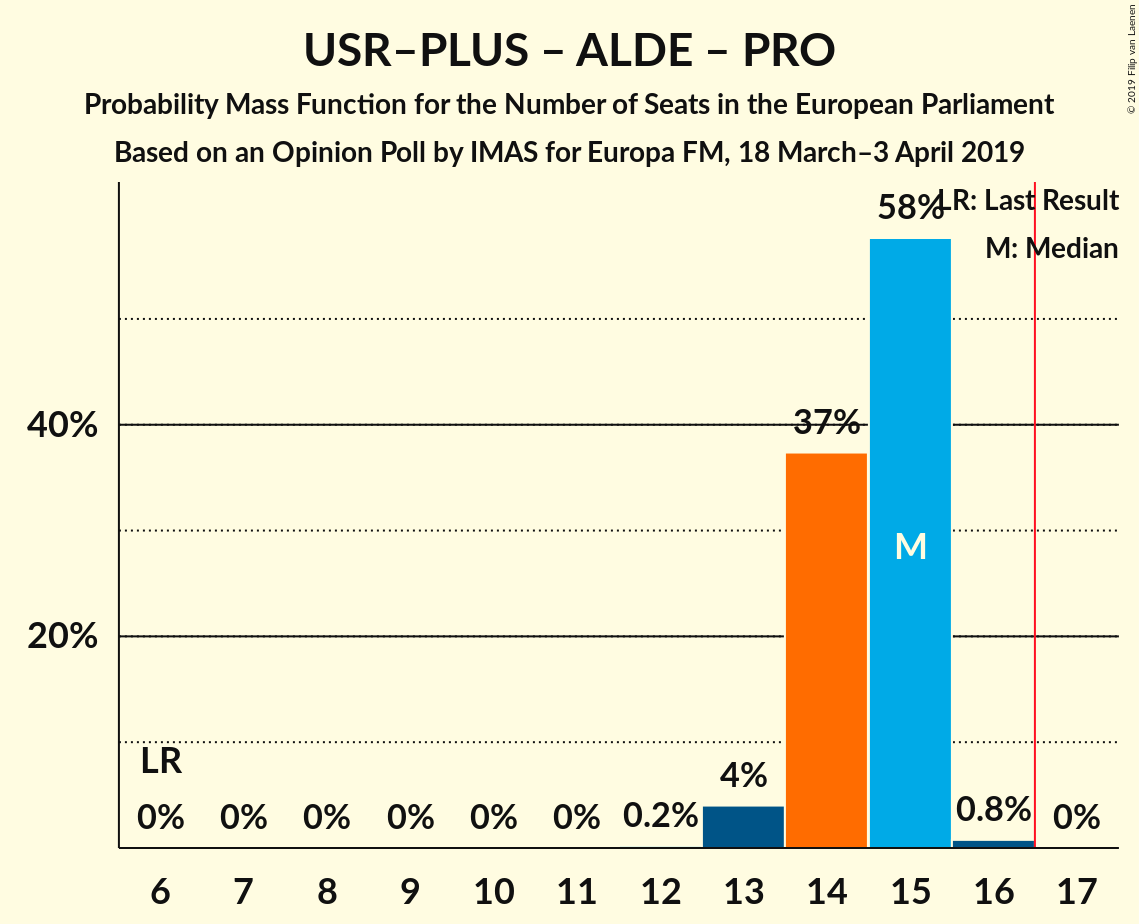 USR–PLUS – ALDE – PRO
Probability Mass Function for the Number of Seats in the European Parliament
Based on an Opinion Poll by IMAS for Europa FM, 18 March–3 April 2019
© 2019 Filip van Laenen
LR: Last Result
M: Median
58%
40%
37%
M
20%
LR
4%
0% 0% 0% 0% 0% 0% 0.2% 0.8% 0%
6 7 8 9 10 11 12 13 14 15 16 17